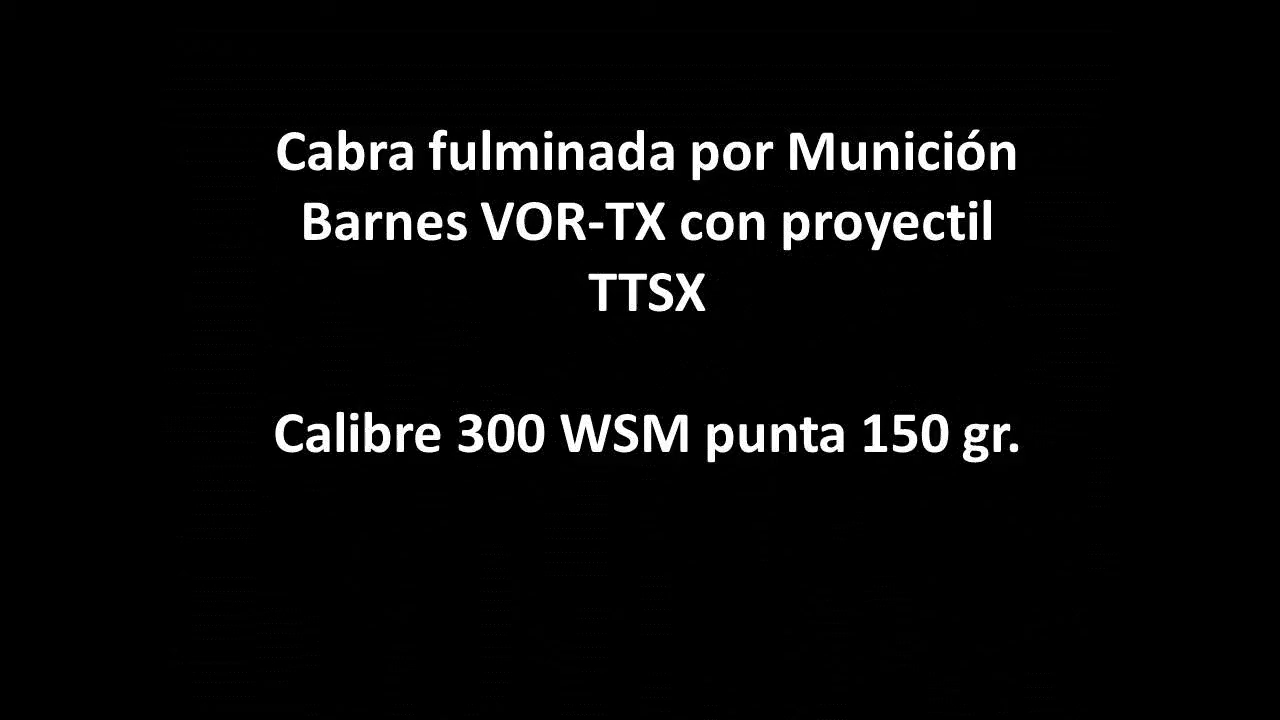 Cabra fulminada por Munición
Barnes VOR-TX con proyectil
TTSX
Calibre 300 WSM punta 150 gr.